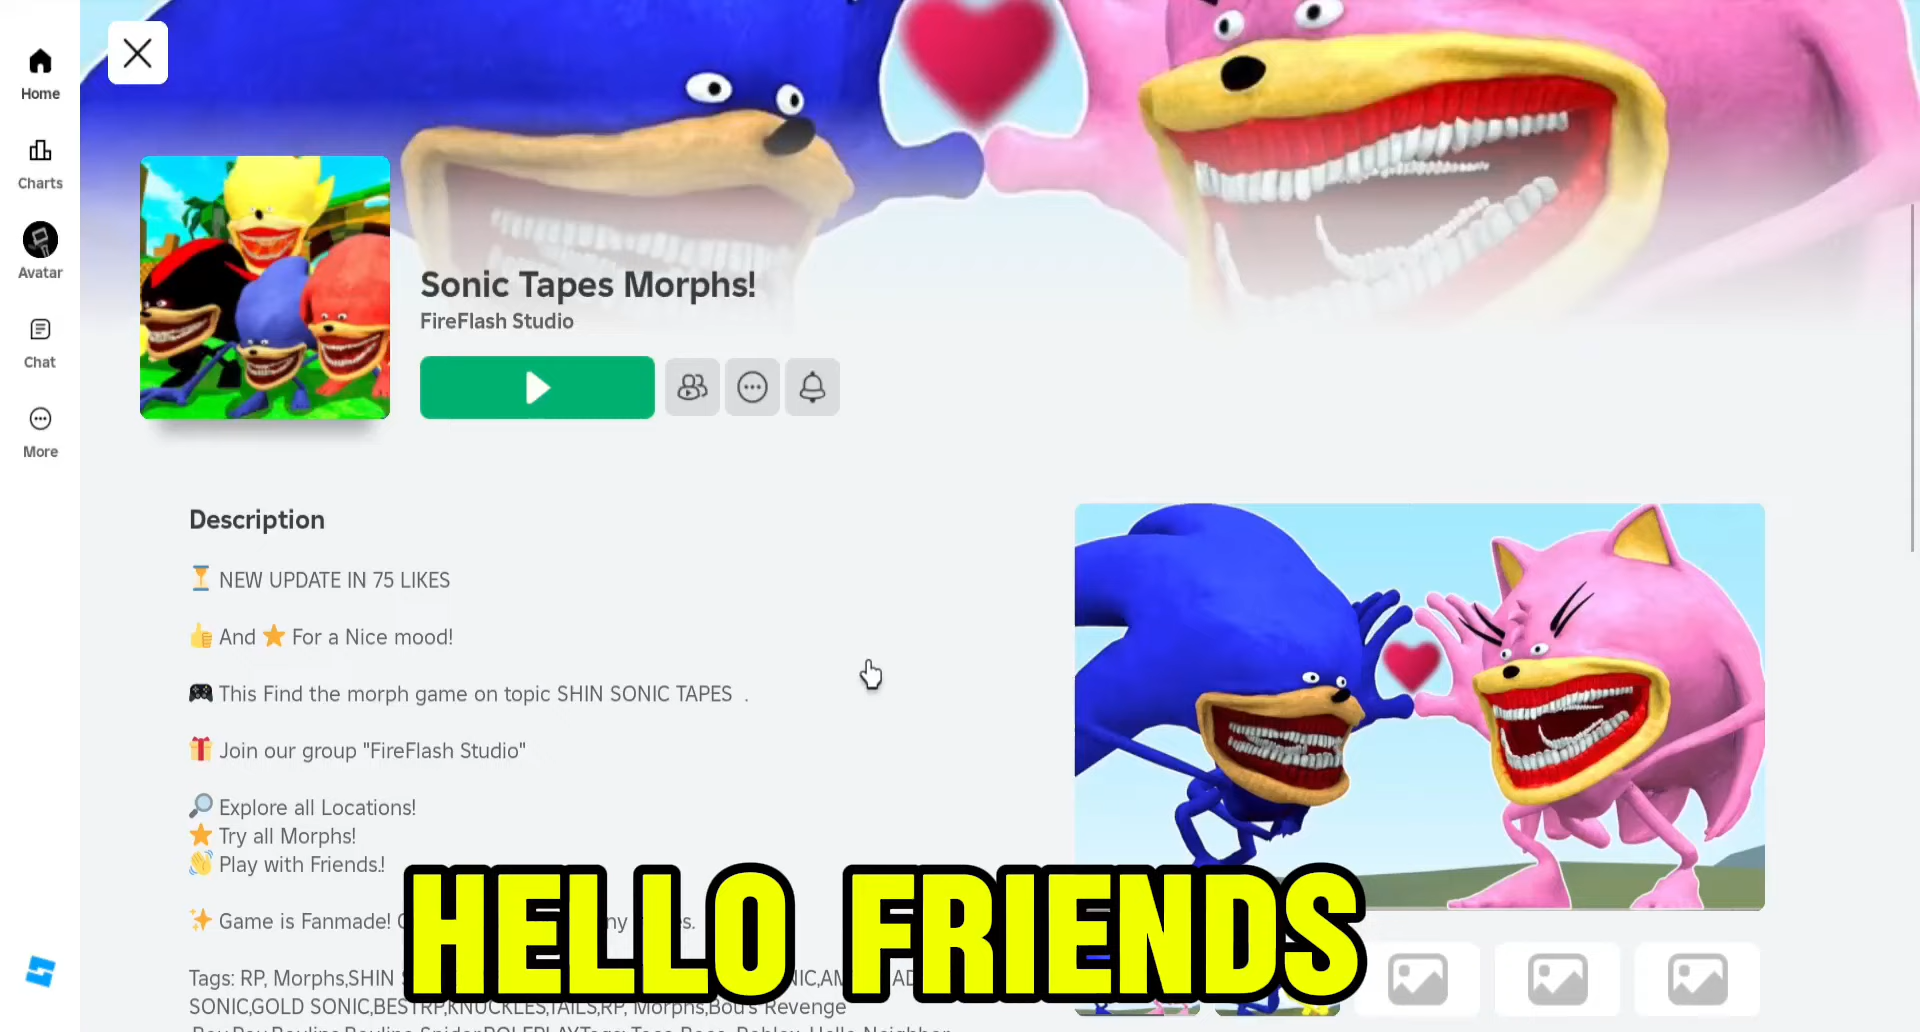 Home
Charts
Avatar
Chat
More
Sonic Tapes Morphs!
FireFlash Studio
Description
⏳ NEW UPDATE IN 75 LIKES
👍 And ⭐ For a Nice mood!
🎮 This Find the morph game on topic SHIN SONIC TAPES .
🎁 Join our group "FireFlash Studio"
🔎 Explore all Locations!
⭐ Try all Morphs!
👋 Play with Friends!
✨ Game is Fanmade!
HELLO FRIENDS
Tags: RP, Morphs,SHIN
SONIC,GOLD SONIC,BESTRP,KNUCKLES,TAILS,RP, Morphs,Bou's Revenge